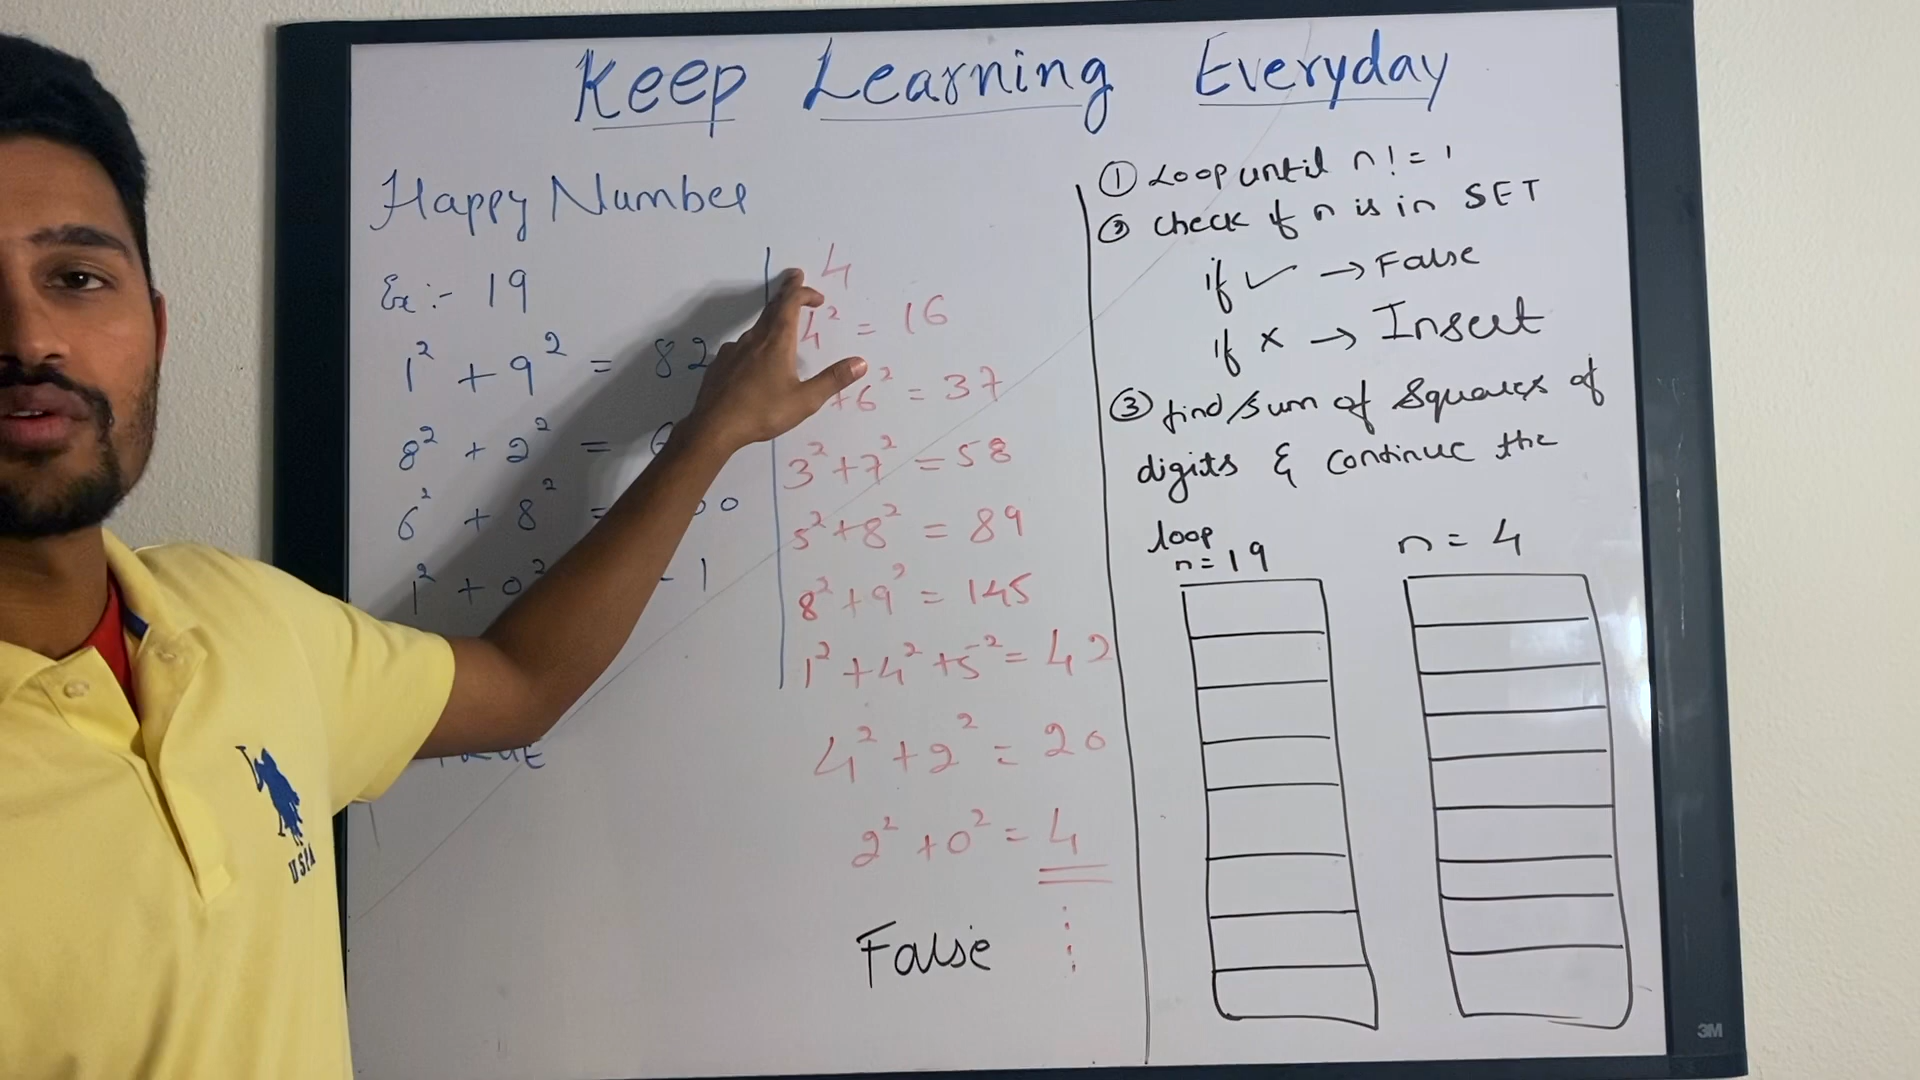 Keep Learning Everyday
Happy Number
Ex :- 19
1² + 9² = 82
8² + 2² = 6
6² + 8² =
1² + 0² 1
4
4² = 16
+6² = 37
3²+7² = 58
5²+8² = 89
8²+9² = 145
1²+4²+5² = 42
4²+2² = 20
2²+0² = 4
False
① Loop until n != 1
② check if n is in SET
if ✓ → False
if × → Insert
③ find sum of squares of
digits & continue the
loop
n = 19
n = 4
USPA
3M